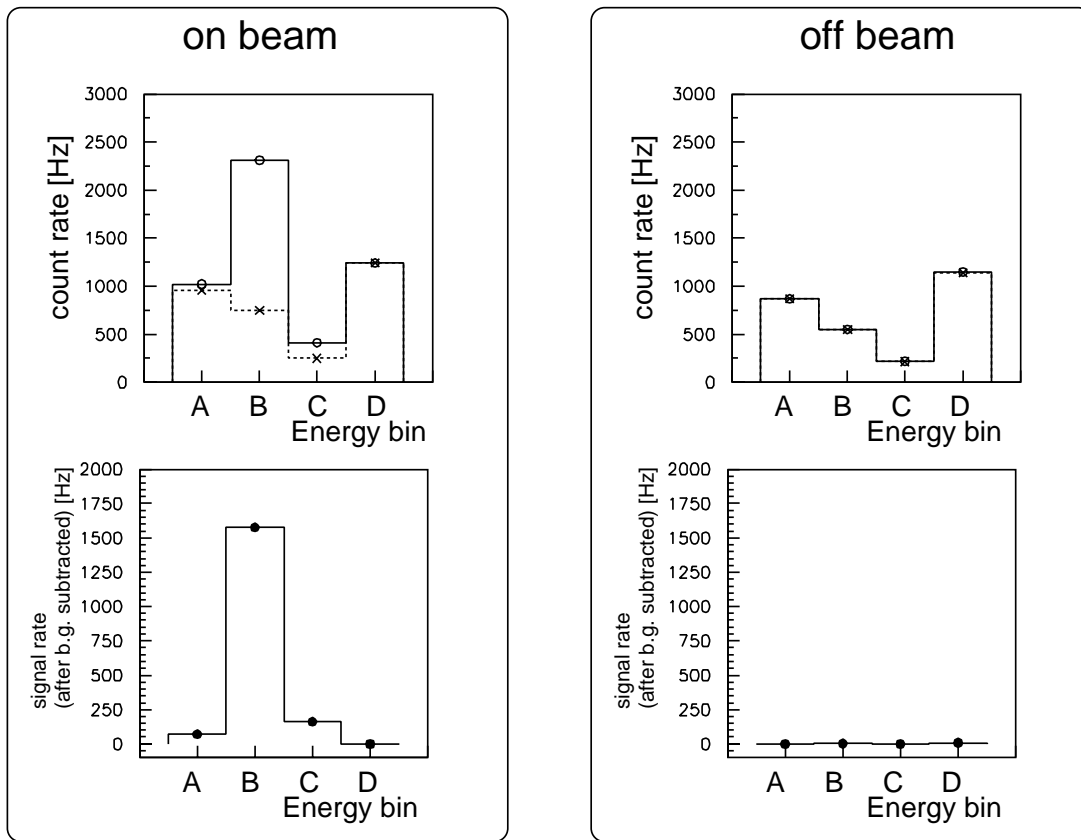 on beam
count rate [Hz]
3000
2500
2000
1500
1000
500
0
A B C D
Energy bin
signal rate
(after b.g. subtracted) [Hz]
2000
1750
1500
1250
1000
750
500
250
0
A B C D
Energy bin
off beam
count rate [Hz]
3000
2500
2000
1500
1000
500
0
A B C D
Energy bin
signal rate
(after b.g. subtracted) [Hz]
2000
1750
1500
1250
1000
750
500
250
0
A B C D
Energy bin